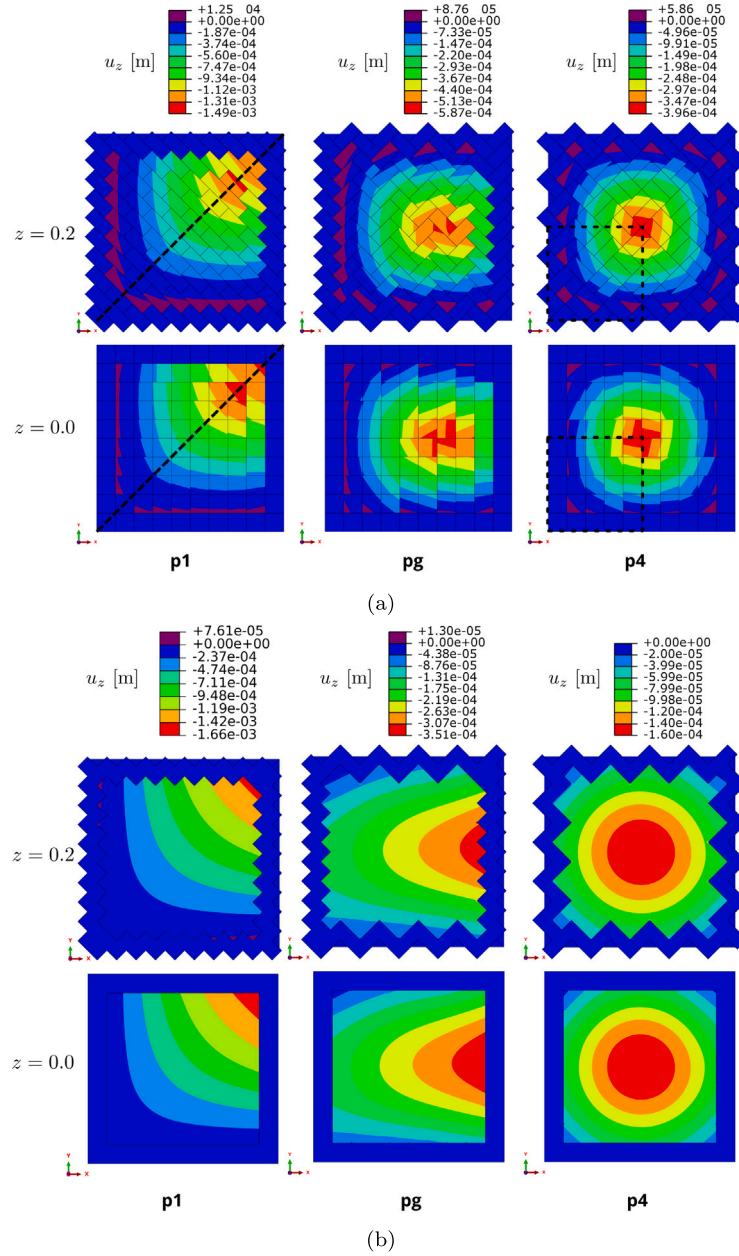 +1.25 04
+0.00e+00
-1.87e-04
-3.74e-04
-5.60e-04
-7.47e-04
-9.34e-04
-1.12e-03
-1.31e-03
-1.49e-03
u_z [m]
+8.76 05
+0.00e+00
-7.33e-05
-1.47e-04
-2.20e-04
-2.93e-04
-3.67e-04
-4.40e-04
-5.13e-04
-5.87e-04
u_z [m]
+5.86 05
+0.00e+00
-4.96e-05
-9.91e-05
-1.49e-04
-1.98e-04
-2.48e-04
-2.97e-04
-3.47e-04
-3.96e-04
u_z [m]
z = 0.2
Y X
Y X
Y X
z = 0.0
Y X
Y X
Y X
p1 pg p4
(a)
+7.61e-05
+0.00e+00
-2.37e-04
-4.74e-04
-7.11e-04
-9.48e-04
-1.19e-03
-1.42e-03
-1.66e-03
u_z [m]
+1.30e-05
+0.00e+00
-4.38e-05
-8.76e-05
-1.31e-04
-1.75e-04
-2.19e-04
-2.63e-04
-3.07e-04
-3.51e-04
u_z [m]
+0.00e+00
-2.00e-05
-3.99e-05
-5.99e-05
-7.99e-05
-9.98e-05
-1.20e-04
-1.40e-04
-1.60e-04
u_z [m]
z = 0.2
Y X
Y X
Y X
z = 0.0
Y X
Y X
Y X
p1 pg p4
(b)